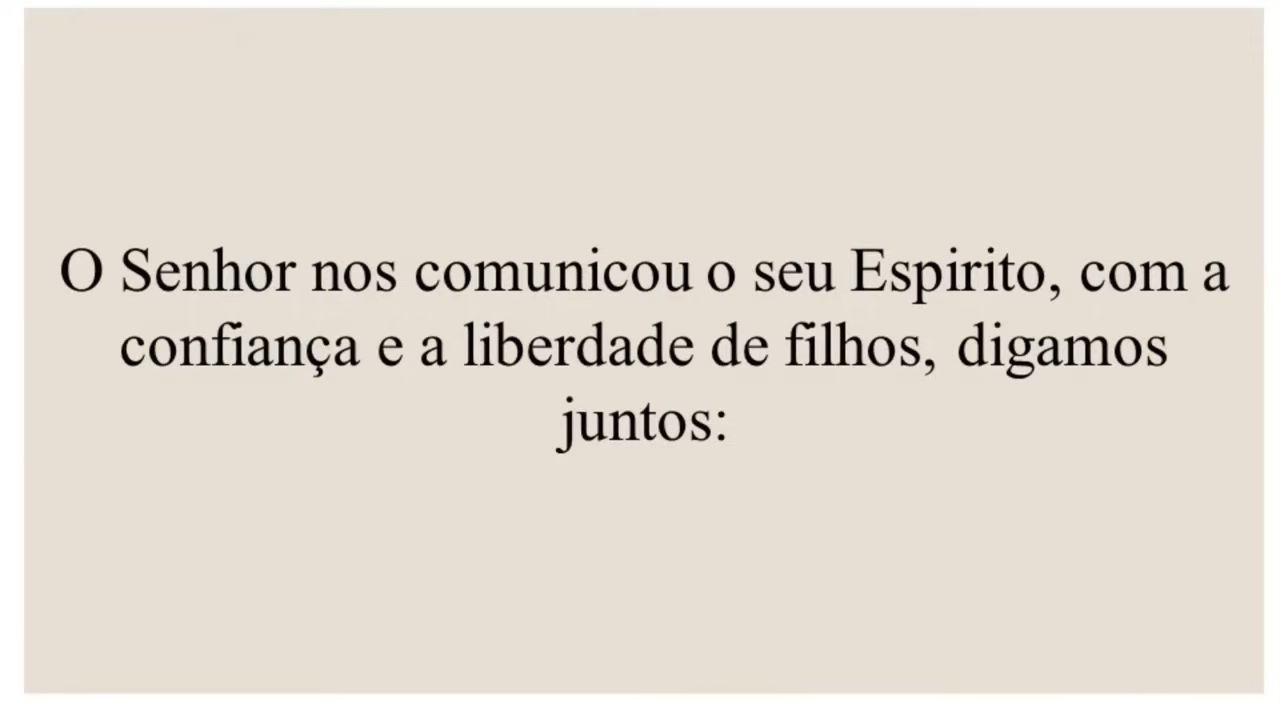 O Senhor nos comunicou o seu Espirito, com a
confiança e a liberdade de filhos, digamos
juntos: